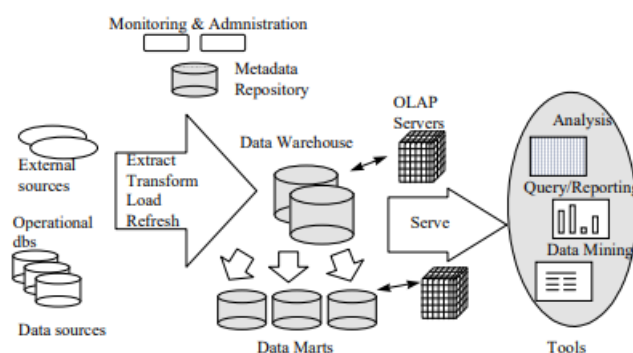 Monitoring & Admnistration
Metadata
Repository
OLAP
Servers
Data Warehouse
External
sources
Extract
Transform
Load
Refresh
Operational
dbs
Data sources
Serve
Data Marts
Analysis
Query/Reporting
Data Mining
Tools